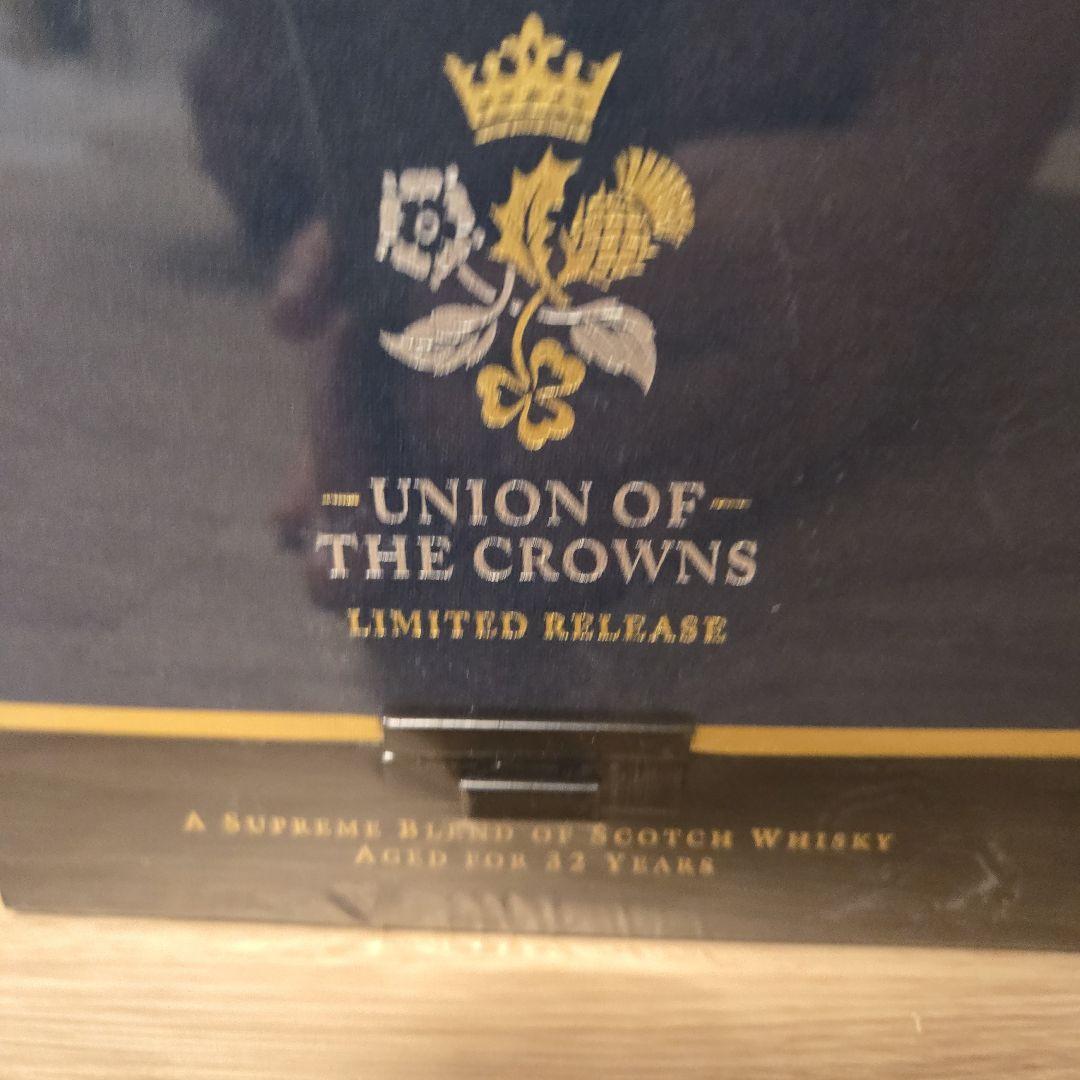 UNION OF
THE CROWNS
LIMITED RELEASE
A SUPREME BLEND OF SCOTCH WHISKY
AGED FOR 32 YEARS